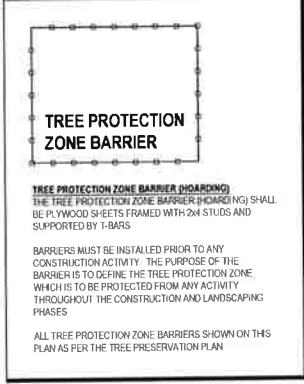 TREE PROTECTION
ZONE BARRIER
TREE PROTECTION ZONE BARRIER (HOARDING)
THE TREE PROTECTION ZONE BARRIER (HOARDING) SHALL
BE PLYWOOD SHEETS FRAMED WITH 2x4 STUDS AND
SUPPORTED BY T-BARS
BARRIERS MUST BE INSTALLED PRIOR TO ANY
CONSTRUCTION ACTIVITY THE PURPOSE OF THE
BARRIER IS TO DEFINE THE TREE PROTECTION ZONE
WHICH IS TO BE PROTECTED FROM ANY ACTIVITY
THROUGHOUT THE CONSTRUCTION AND LANDSCAPING
PHASES
ALL TREE PROTECTION ZONE BARRIERS SHOWN ON THIS
PLAN AS PER THE TREE PRESERVATION PLAN